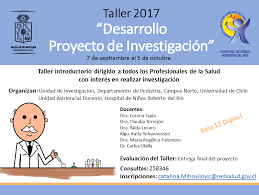 Taller 2017
“Desarrollo
Proyecto de Investigación”
7 de septiembre al 5 de octubre
HOSPITAL DE NIÑOS
ROBERTO DEL RIO
Taller introductorio dirigido a todos los Profesionales de la Salud
con interés en realizar investigación
Organizan: Unidad de Investigación, Departamento de Pediatría, Campus Norte, Universidad de Chile
Unidad Asistencial Docente, Hospital de Niños Roberto del Río
Docentes:
Dra. Lorena Tapia
Dra. Claudia Torrejón
Dra. Yalda Lucero
Klgo. Karla Yohannessen
Mat. María Angélica Palomino
Dr. Carlos Ubilla
Solo 12 Cupos!
Evaluación del Taller: Entrega final del proyecto
Consultas: 258346
Inscripciones: catalina.Mihovilovic@redsalud.gov.cl